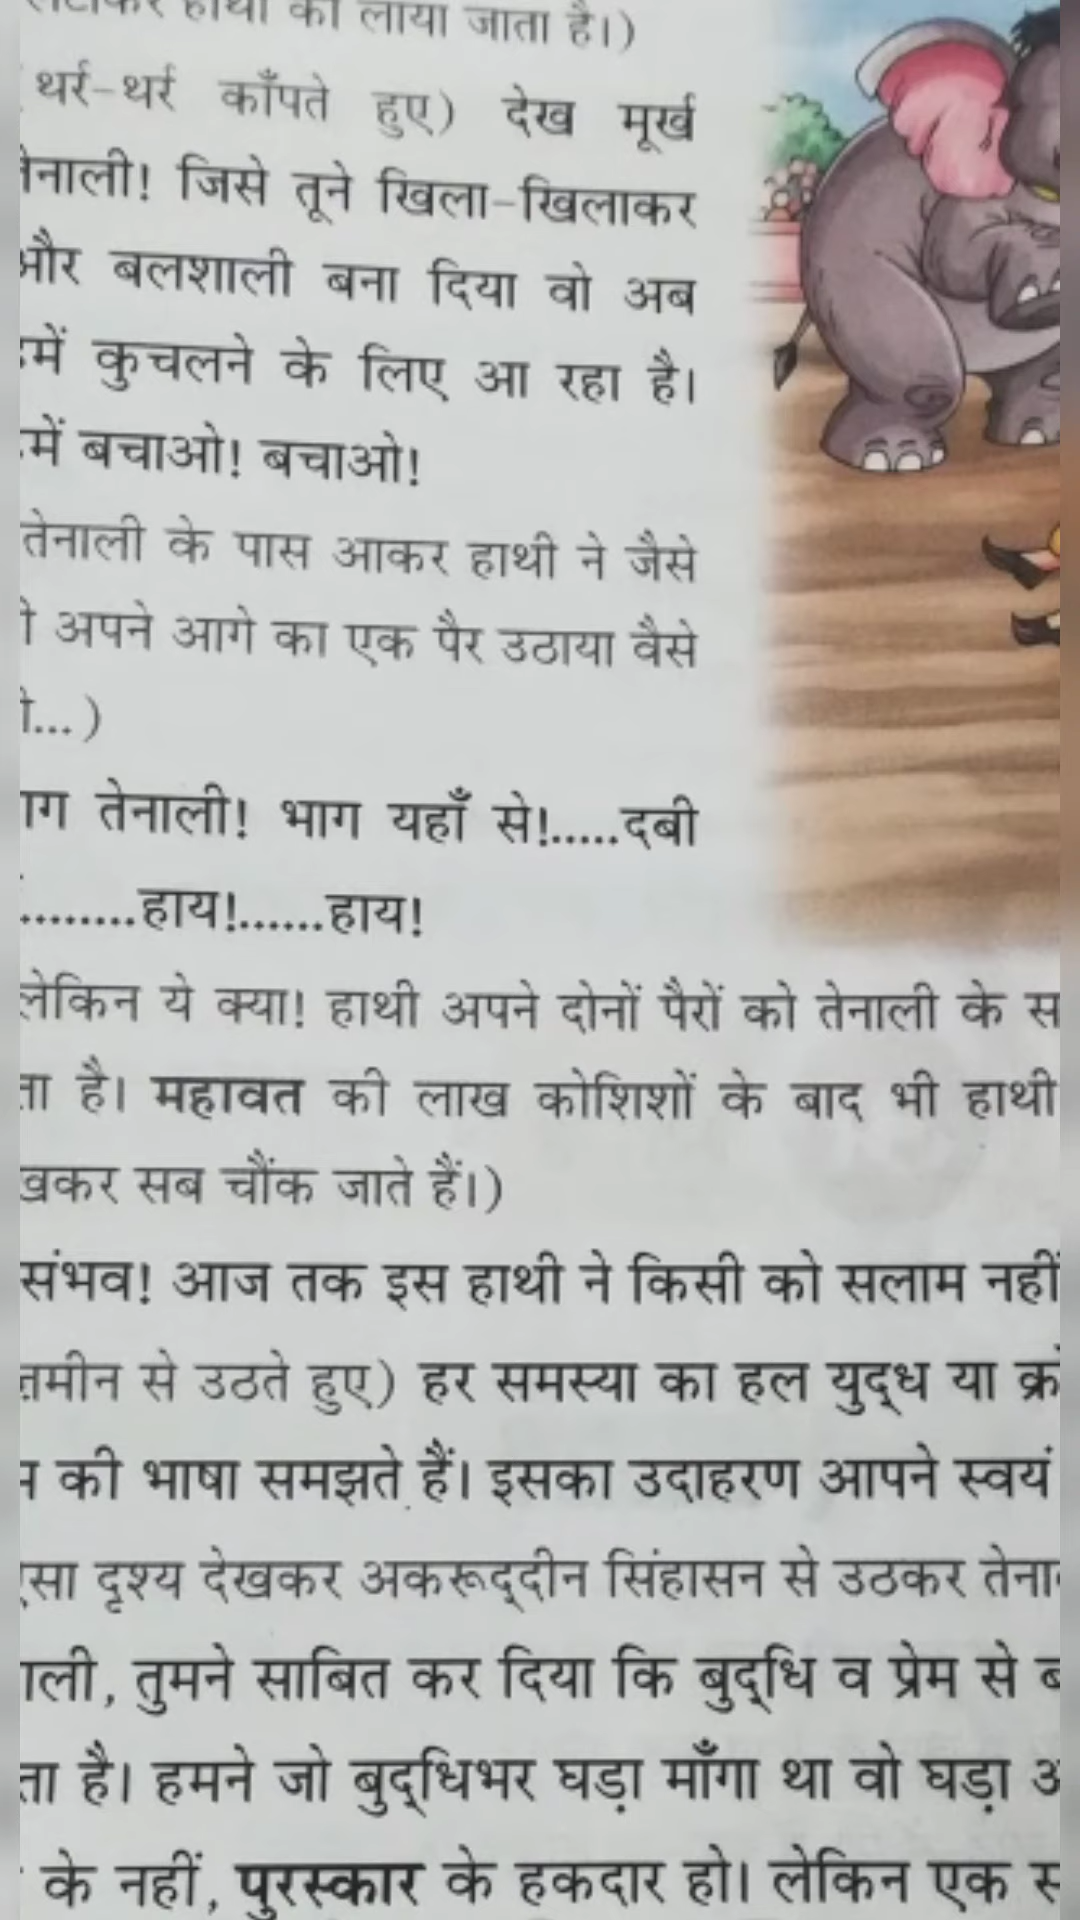 हाथी को लाया जाता है।)
थर्र-थर्र काँपते हुए) देख मूर्ख
तेनाली! जिसे तूने खिला-खिलाकर
और बलशाली बना दिया वो अब
कुचलने के लिए आ रहा है।
बचाओ! बचाओ!
तेनाली के पास आकर हाथी ने जैसे
अपने आगे का एक पैर उठाया वैसे
...)
तेनाली! भाग यहाँ से!.....दबी
........हाय!......हाय!
लेकिन ये क्या! हाथी अपने दोनों पैरों को तेनाली के
है। महावत की लाख कोशिशों के बाद भी हाथी
सब चौंक जाते हैं।)
संभव! आज तक इस हाथी ने किसी को सलाम नहीं
से उठते हुए) हर समस्या का हल युद्ध या
की भाषा समझते हैं। इसका उदाहरण आपने स्वयं
दृश्य देखकर अकरूद्दीन सिंहासन से उठकर
तुमने साबित कर दिया कि बुद्धि व प्रेम से
है। हमने जो बुद्धिभर घड़ा माँगा था वो घड़ा
के नहीं, पुरस्कार के हकदार हो। लेकिन एक